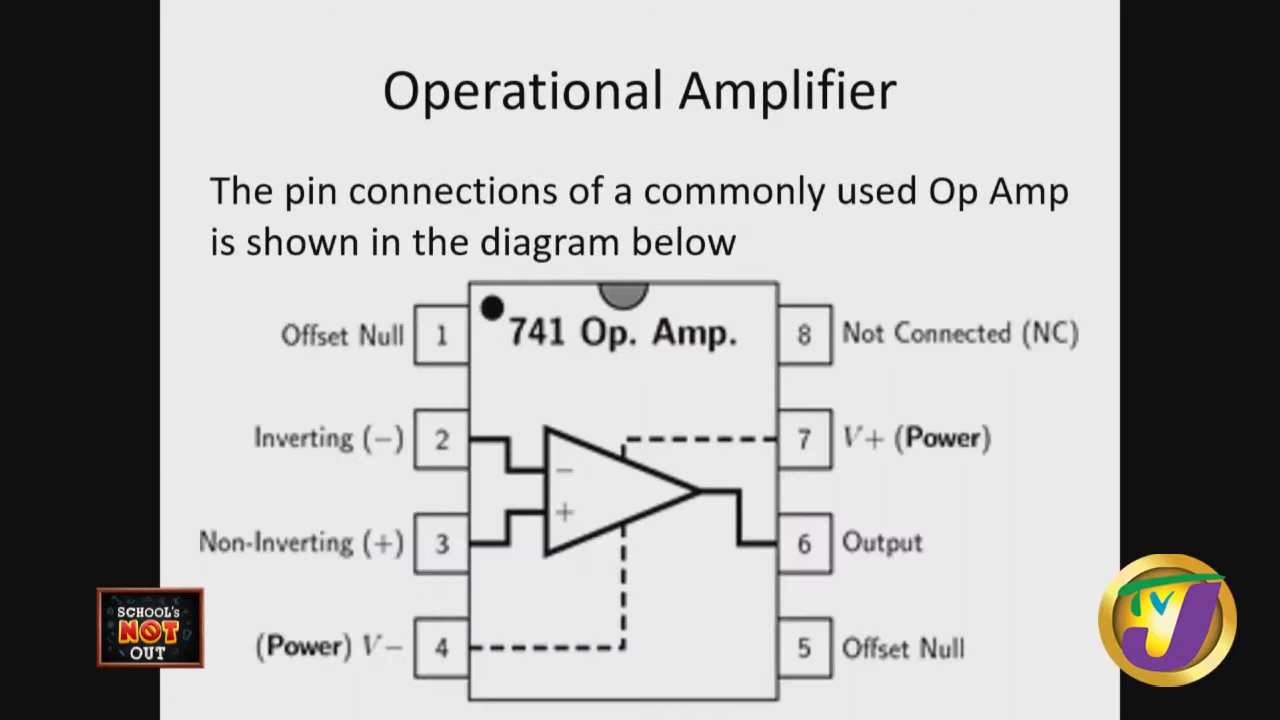 Operational Amplifier
The pin connections of a commonly used Op Amp
is shown in the diagram below
741 Op. Amp.
Offset Null 1
8 Not Connected (NC)
Inverting (−) 2
7 V+ (Power)
−
+
Non-Inverting (+) 3
6 Output
(Power) V− 4
5 Offset Null
SCHOOL's
NOT
OUT
TVJ